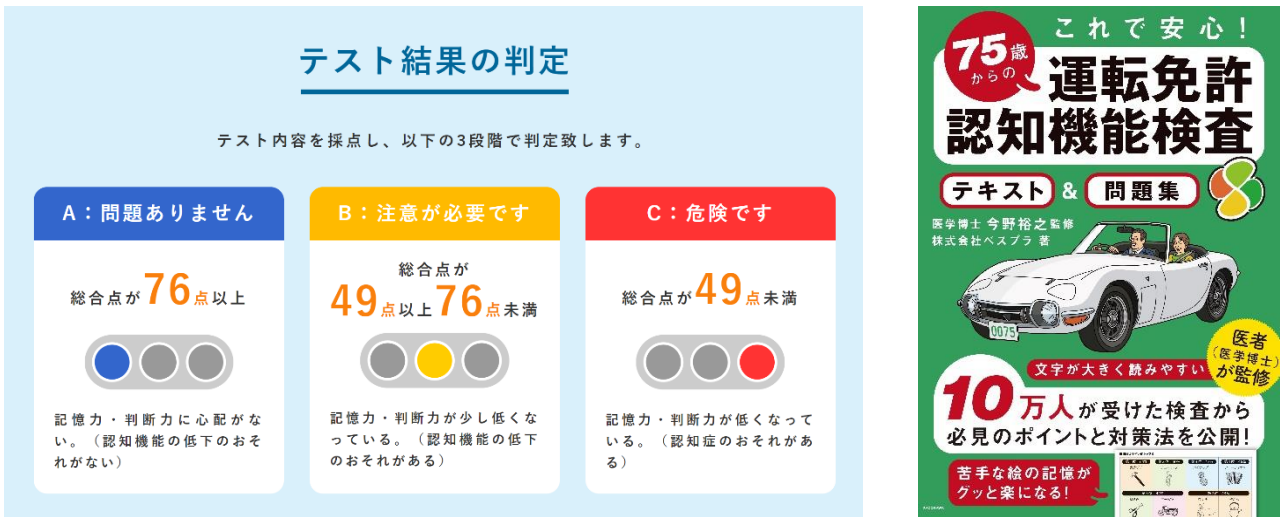 テスト結果の判定
テスト内容を採点し、以下の3段階で判定致します。
A：問題ありません
総合点が76点以上
記憶力・判断力に心配がな
い。（認知機能の低下のおそ
れがない）
B：注意が必要です
総合点が
49点以上76点未満
記憶力・判断力が少し低くな
っている。（認知機能の低下
のおそれがある）
C：危険です
総合点が49点未満
記憶力・判断力が低くなって
いる。（認知症のおそれがあ
る）
これで安心！
75歳
からの
運転免許
認知機能検査
テキスト&問題集
医学博士 今野裕之 監修
株式会社ベスプラ 著
0075
医者
（医学博士）
が監修
文字が大きく読みやすい
10万人が受けた検査から
必見のポイントと対策法を公開！
苦手な絵の記憶が
グッと楽になる！
KADOKAWA